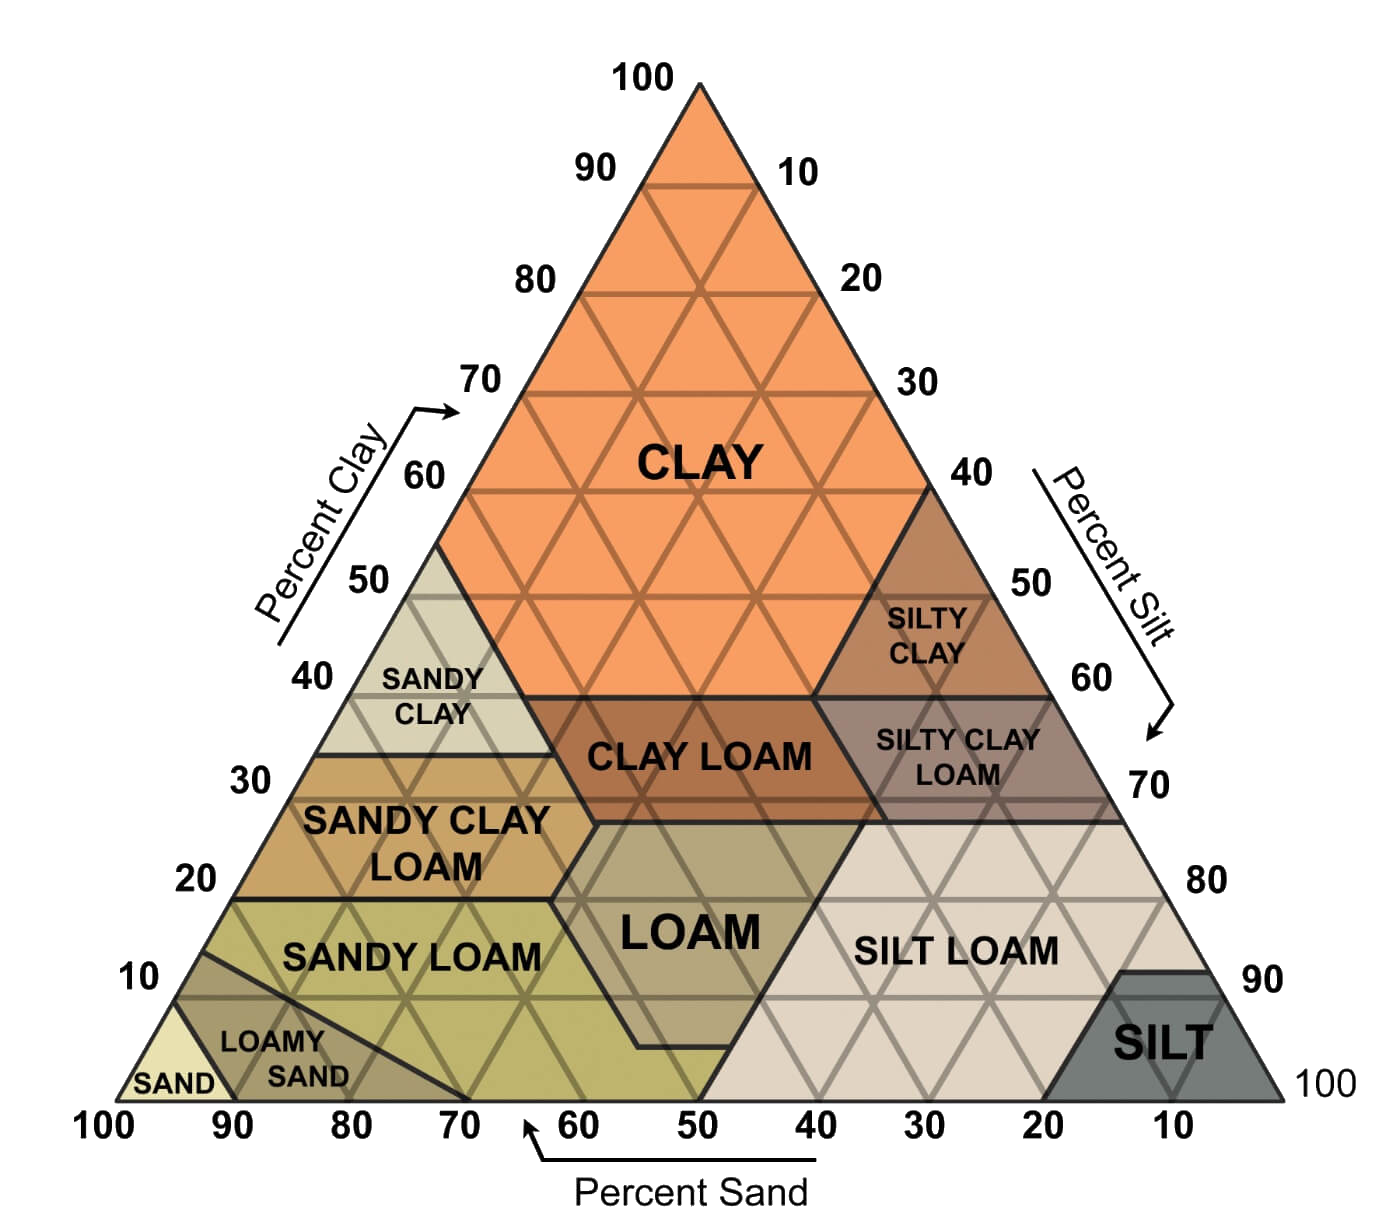 100
90
10
80
20
70
30
CLAY
60
40
Percent Clay
Percent Silt
50
50
SILTY
CLAY
40
SANDY
CLAY
60
CLAY LOAM
SILTY CLAY
LOAM
30
70
SANDY CLAY
LOAM
20
80
LOAM
SANDY LOAM
SILT LOAM
10
90
LOAMY
SAND
SILT
SAND
100
100
90
80
70
60
50
40
30
20
10
Percent Sand